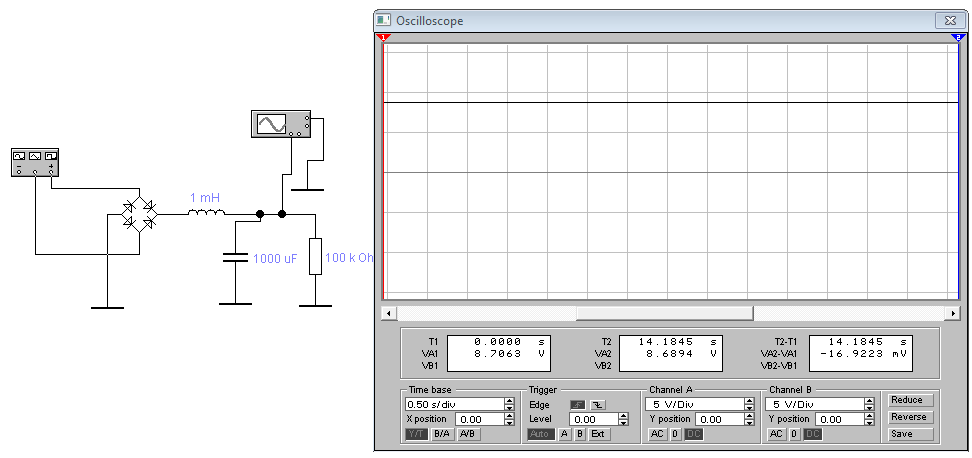 Oscilloscope
1
2
1 mH
1000 uF
100 k Oh
T1 0.0000 s
VA1 8.7063 V
VB1
T2 14.1845 s
VA2 8.6894 V
VB2
T2-T1 14.1845 s
VA2-VA1 -16.9223 mV
VB2-VB1
Time base
0.50 s/div
X position 0.00
Y/T B/A A/B
Trigger
Edge
Level 0.00
Auto A B Ext
Channel A
5 V/Div
Y position 0.00
AC 0 DC
Channel B
5 V/Div
Y position 0.00
AC 0 DC
Reduce
Reverse
Save